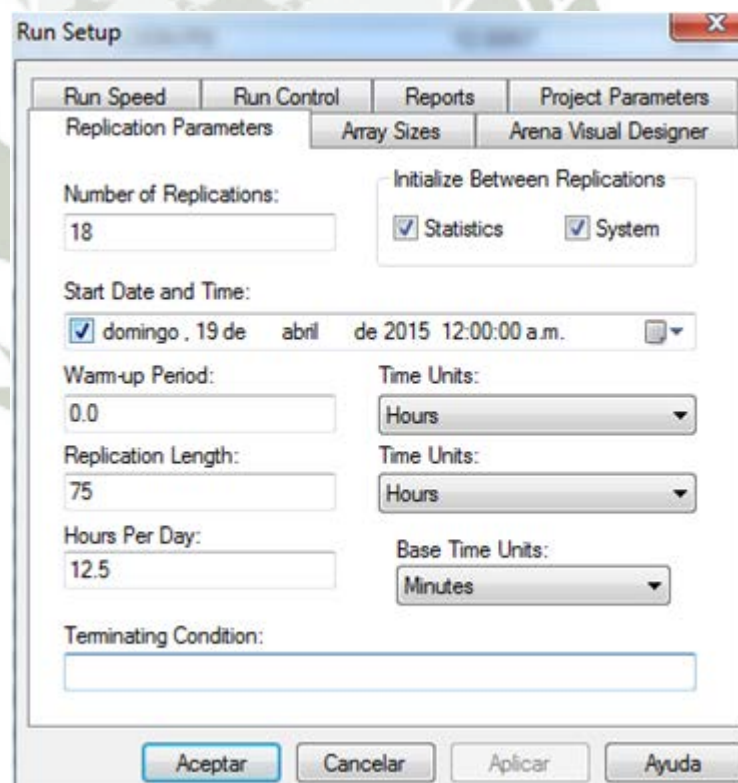 Run Setup
Run Speed Run Control Reports Project Parameters
Replication Parameters Array Sizes Arena Visual Designer
Number of Replications:
18
Initialize Between Replications
Statistics System
Start Date and Time:
domingo , 19 de abril de 2015 12:00:00 a.m.
Warm-up Period: Time Units:
0.0 Hours
Replication Length: Time Units:
75 Hours
Hours Per Day:
12.5
Base Time Units:
Minutes
Terminating Condition:
Aceptar Cancelar Aplicar Ayuda